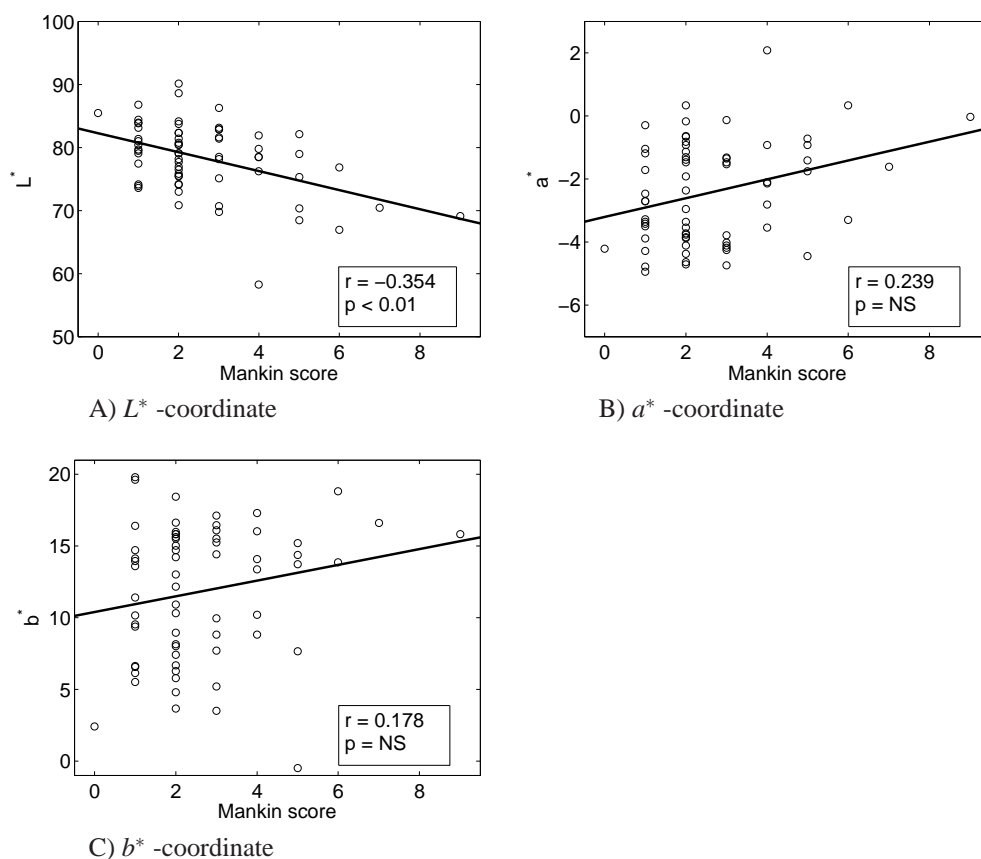 100
90
80
70
60
50
L*
0 2 4 6 8
Mankin score
r = −0.354
p < 0.01
A) L* -coordinate
2
0
−2
−4
−6
a*
0 2 4 6 8
Mankin score
r = 0.239
p = NS
B) a* -coordinate
20
15
10
5
0
b*
0 2 4 6 8
Mankin score
r = 0.178
p = NS
C) b* -coordinate